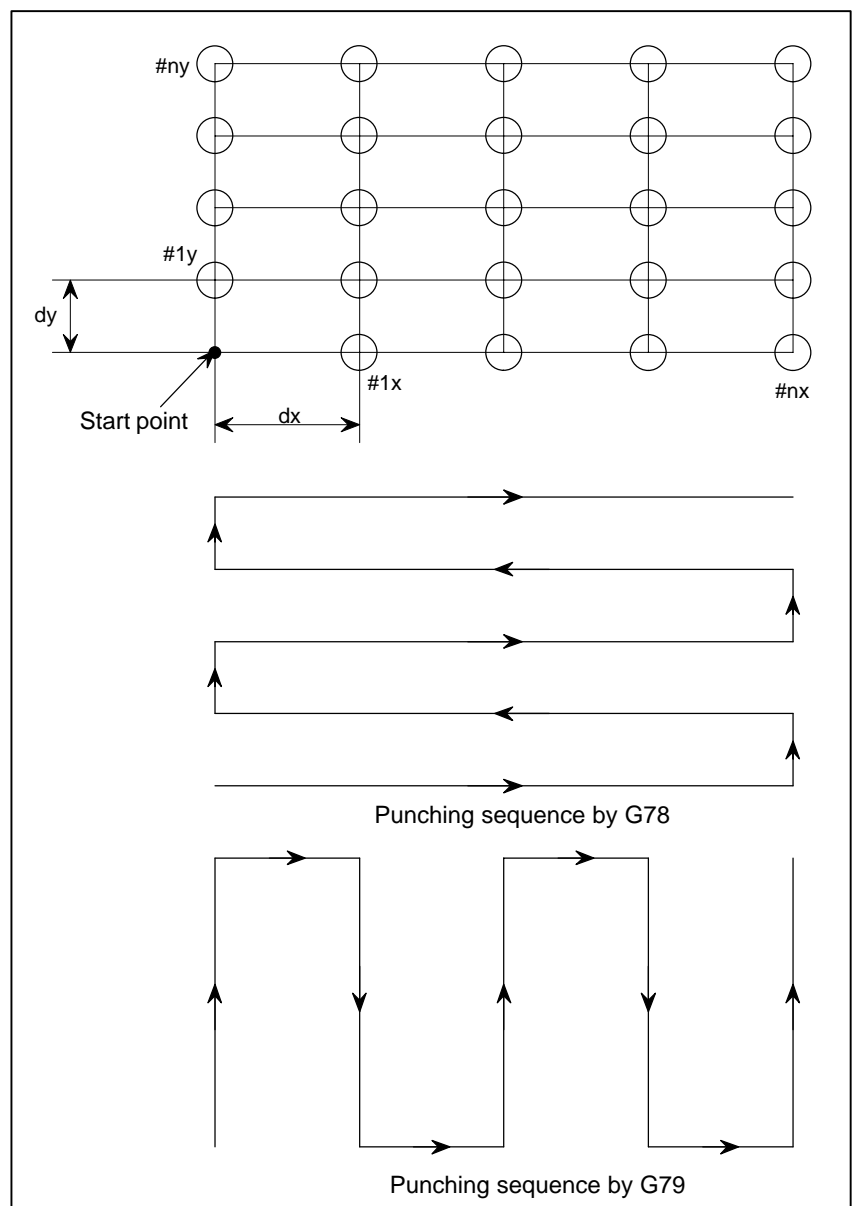 #ny
#1y
dy
#1x
#nx
Start point
dx
Punching sequence by G78
Punching sequence by G79